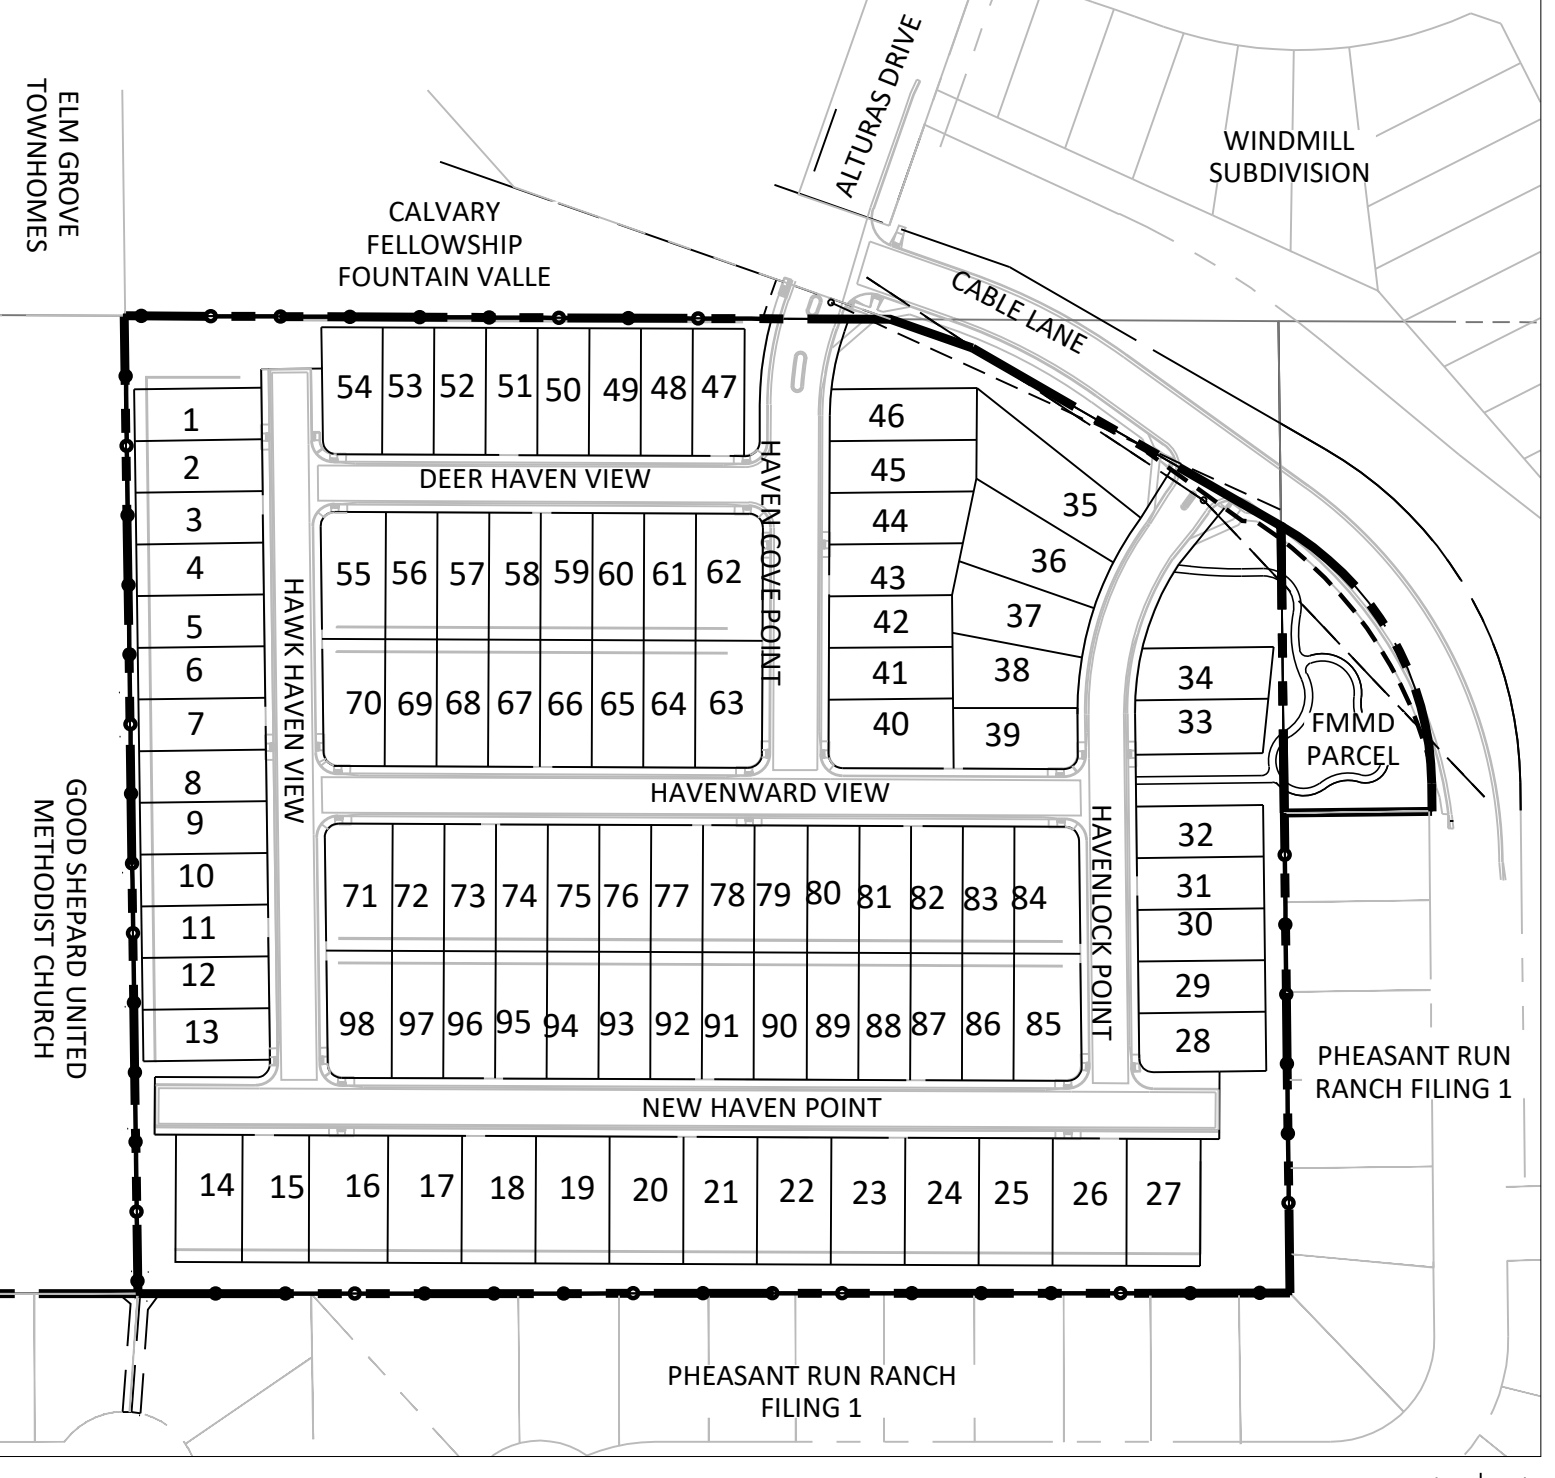 ELM GROVE
TOWNHOMES
CALVARY
FELLOWSHIP
FOUNTAIN VALLE
ALTURAS DRIVE
WINDMILL
SUBDIVISION
CABLE LANE
54 53 52 51 50 49 48 47
DEER HAVEN VIEW
HAVEN COVE POINT
HAWK HAVEN VIEW
1
2
3
4
5
6
7
8
9
10
11
12
13
46
45
44
43
42
41
40
35
36
37
38
39
55 56 57 58 59 60 61 62
70 69 68 67 66 65 64 63
34
33
FMMD
PARCEL
HAVENWARD VIEW
HAVENLOCK POINT
71 72 73 74 75 76 77 78 79 80 81 82 83 84
98 97 96 95 94 93 92 91 90 89 88 87 86 85
32
31
30
29
28
GOOD SHEPARD UNITED
METHODIST CHURCH
PHEASANT RUN
RANCH FILING 1
NEW HAVEN POINT
14 15 16 17 18 19 20 21 22 23 24 25 26 27
PHEASANT RUN RANCH
FILING 1